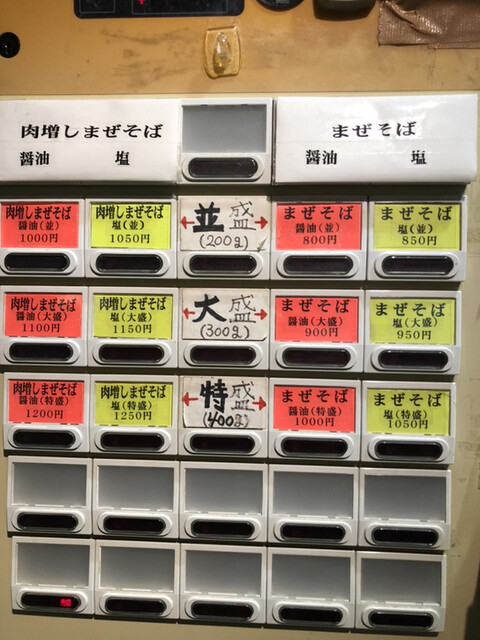 肉増しまぜそば
醤油 塩
まぜそば
醤油 塩
肉増しまぜそば
醤油(並)
1000円
肉増しまぜそば
塩(並)
1050円
並盛
(200g)
まぜそば
醤油(並)
800円
まぜそば
塩(並)
850円
肉増しまぜそば
醤油(大盛)
1100円
肉増しまぜそば
塩(大盛)
1150円
大盛
(300g)
まぜそば
醤油(大盛)
900円
まぜそば
塩(大盛)
950円
肉増しまぜそば
醤油(特盛)
1200円
肉増しまぜそば
塩(特盛)
1250円
特盛
(400g)
まぜそば
醤油(特盛)
1000円
まぜそば
塩(特盛)
1050円